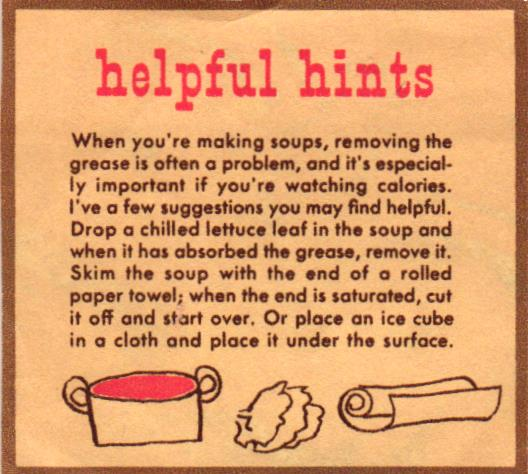 helpful hints
When you're making soups, removing the
grease is often a problem, and it's especial-
ly important if you're watching calories.
I've a few suggestions you may find helpful.
Drop a chilled lettuce leaf in the soup and
when it has absorbed the grease, remove it.
Skim the soup with the end of a rolled
paper towel; when the end is saturated, cut
it off and start over. Or place an ice cube
in a cloth and place it under the surface.